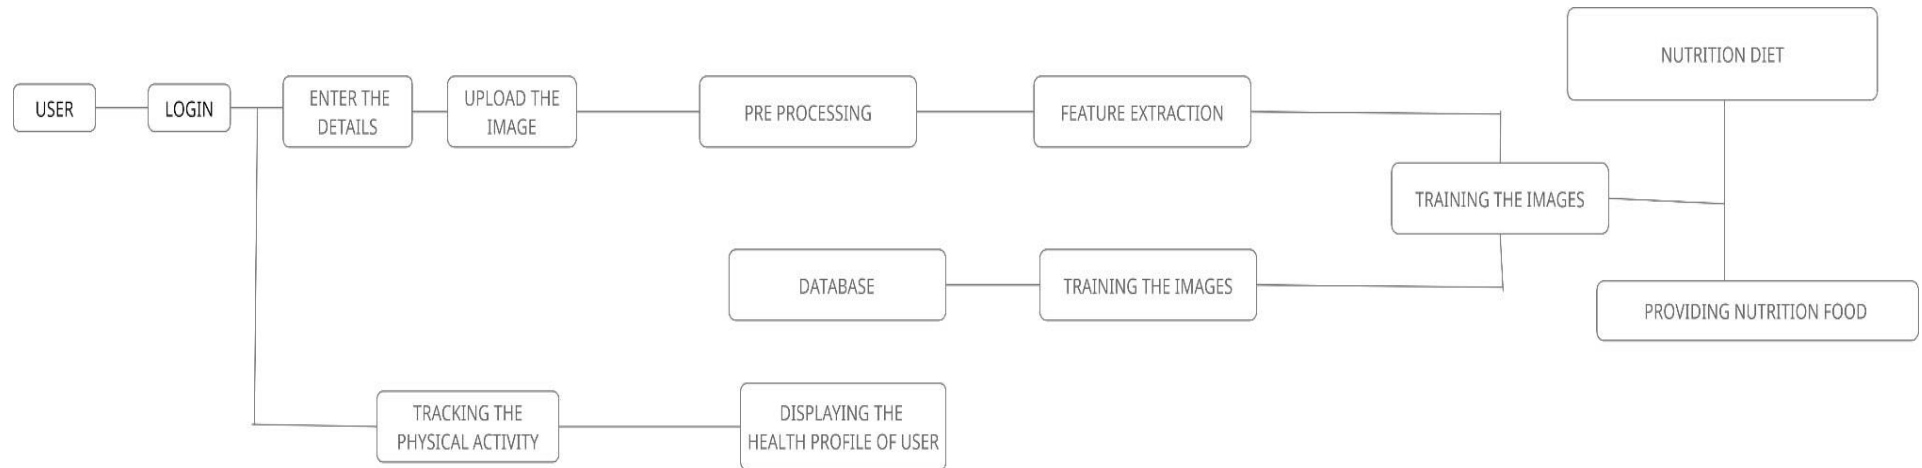 NUTRITION DIET
USER
LOGIN
ENTER THE
DETAILS
UPLOAD THE
IMAGE
PRE PROCESSING
FEATURE EXTRACTION
TRAINING THE IMAGES
DATABASE
TRAINING THE IMAGES
PROVIDING NUTRITION FOOD
TRACKING THE
PHYSICAL ACTIVITY
DISPLAYING THE
HEALTH PROFILE OF USER